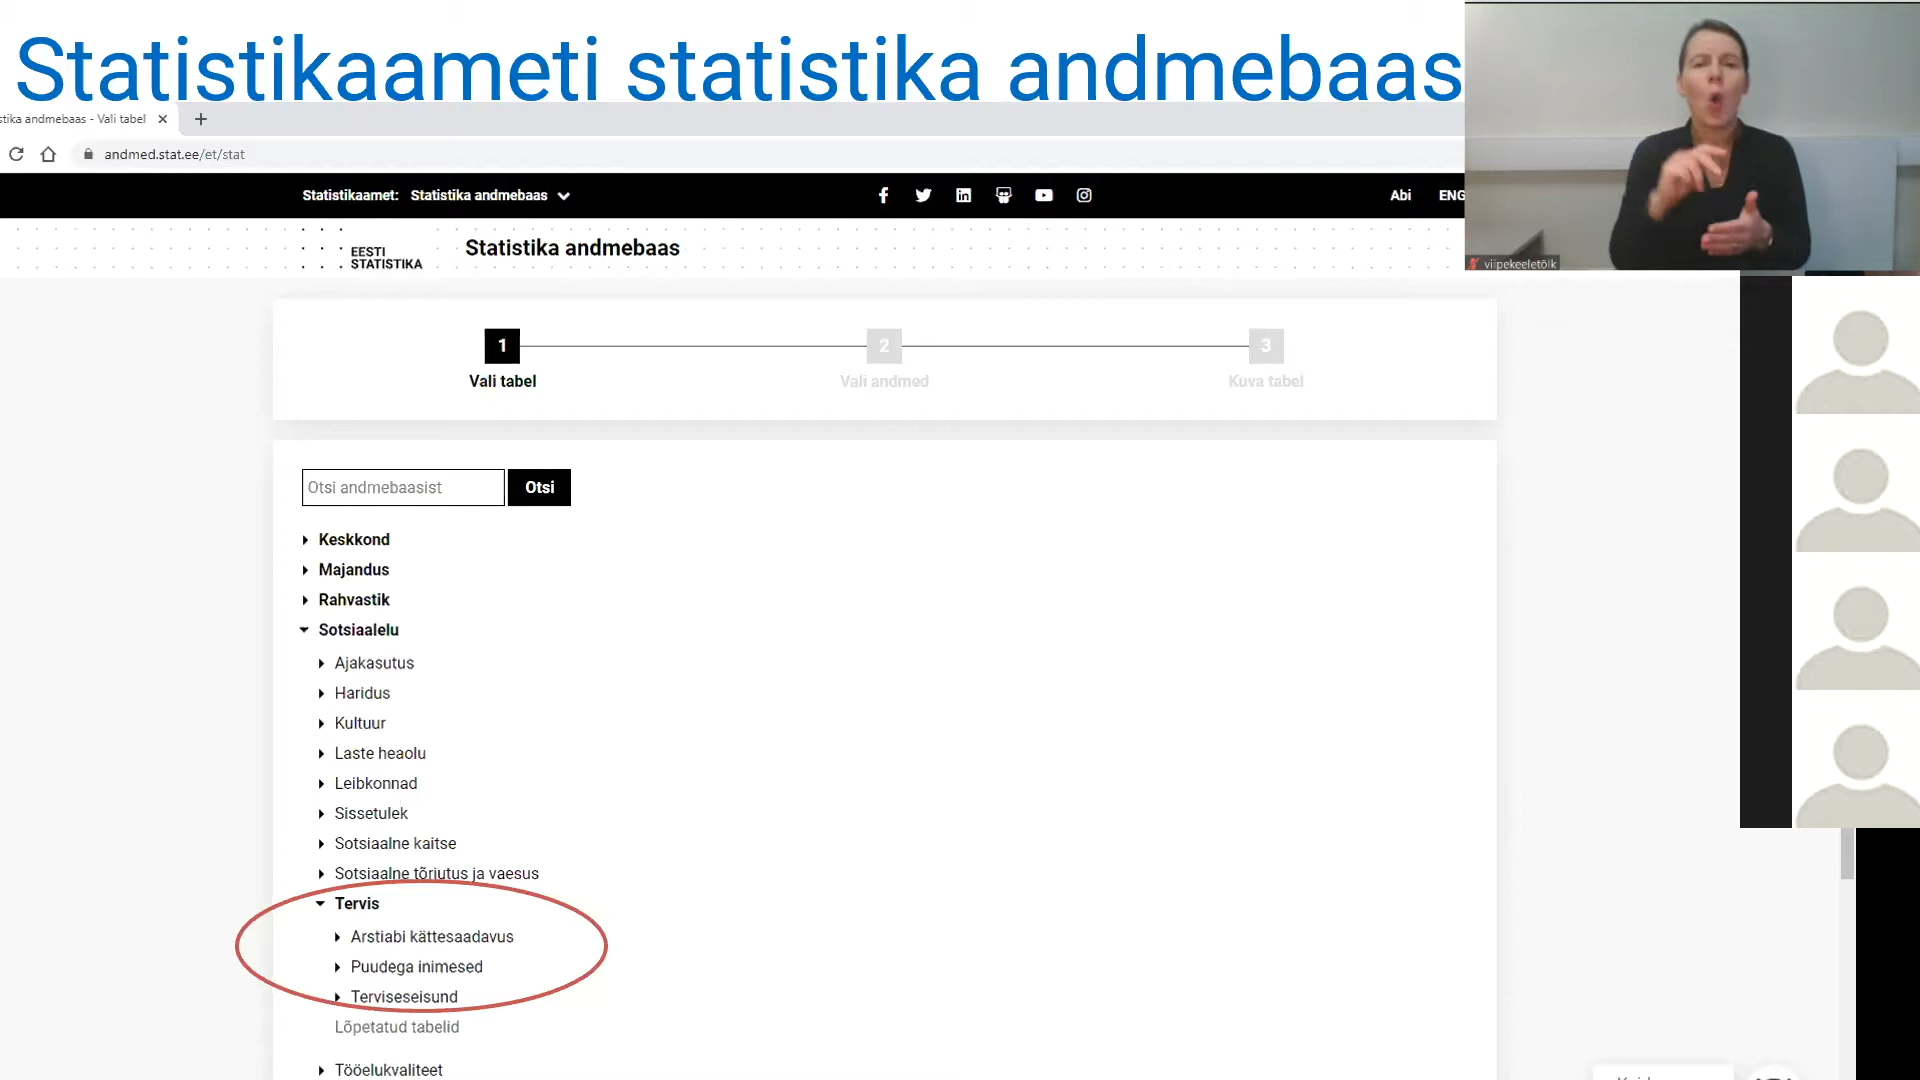 Statistikaameti statistika andmebaas
stika andmebaas - Vali tabel
andmed.stat.ee/et/stat
Statistikaamet: Statistika andmebaas
Abi
ENG
EESTI
STATISTIKA
Statistika andmebaas
viipekeeletõlk
1
2
3
Vali tabel
Vali andmed
Kuva tabel
Otsi andmebaasist
Otsi
Keskkond
Majandus
Rahvastik
Sotsiaalelu
Ajakasutus
Haridus
Kultuur
Laste heaolu
Leibkonnad
Sissetulek
Sotsiaalne kaitse
Sotsiaalne tõrjutus ja vaesus
Tervis
Arstiabi kättesaadavus
Puudega inimesed
Terviseseisund
Lõpetatud tabelid
Tööelukvaliteet